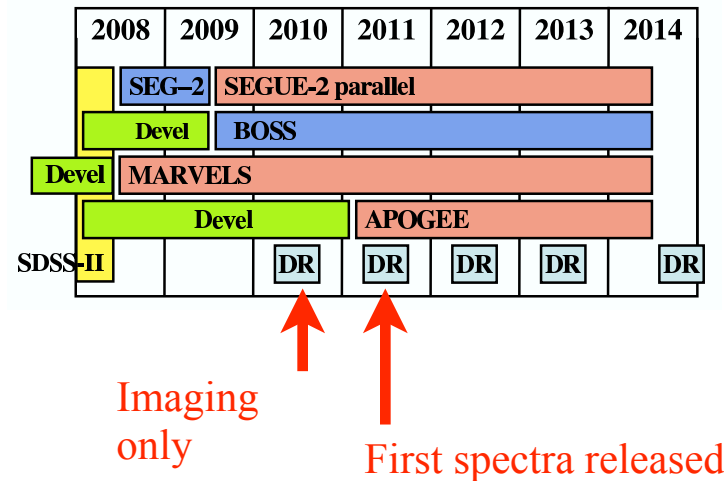 2008 2009 2010 2011 2012 2013 2014
SEG–2 SEGUE-2 parallel
Devel BOSS
Devel MARVELS
Devel APOGEE
SDSS-II DR DR DR DR DR
Imaging
only
First spectra released